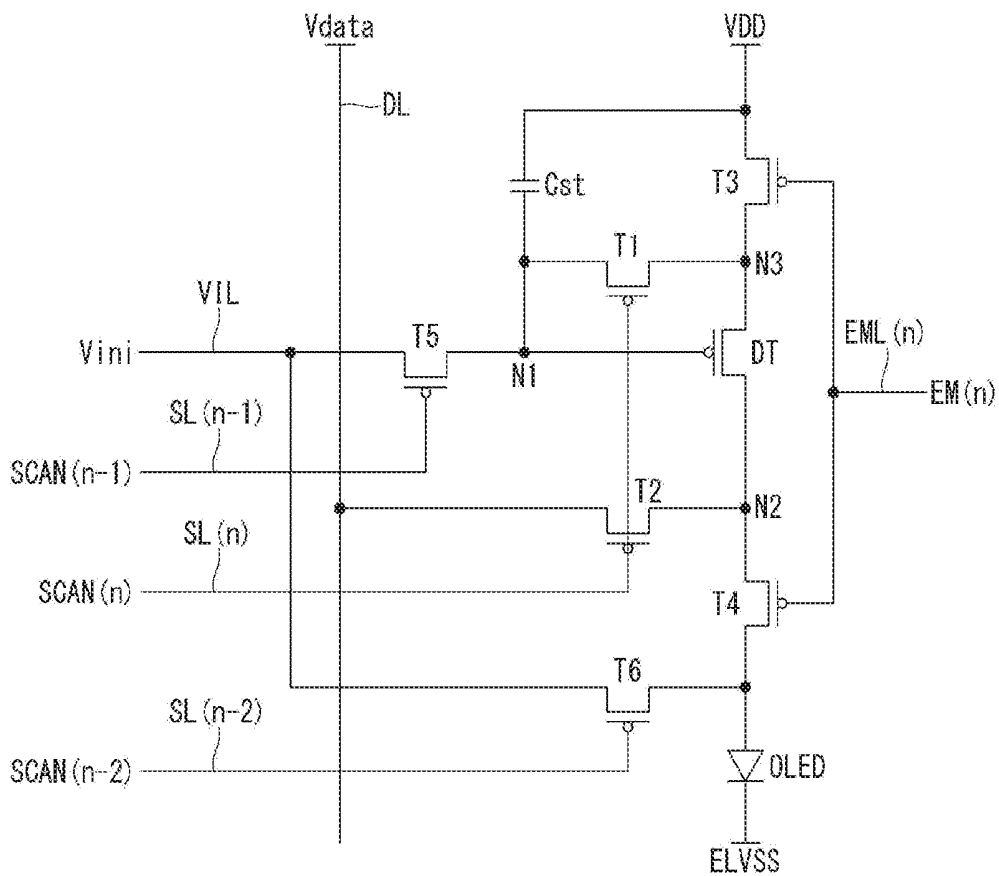 Vdata
VDD
DL
Cst
T3
T1
N3
VIL
T5
Vini
N1
DT
EML(n)
EM(n)
SL(n-1)
SCAN(n-1)
T2
N2
SL(n)
SCAN(n)
T4
T6
SL(n-2)
SCAN(n-2)
OLED
ELVSS